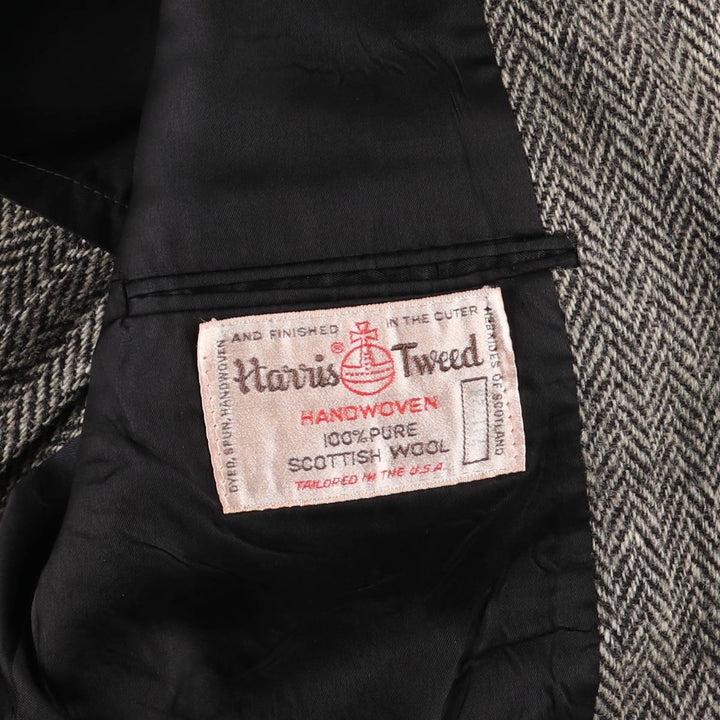 DYED, SPUN, HANDWOVEN
AND FINISHED IN THE OUTER
HEBRIDES OF SCOTLAND
Harris ® Tweed
HANDWOVEN
100% PURE
SCOTTISH WOOL
TAILORED IN THE U.S.A.